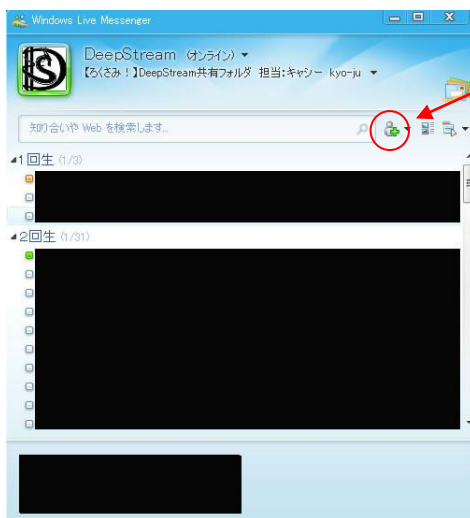 Windows Live Messenger
DeepStream (オンライン)
【ろくさみ！】DeepStream共有フォルダ 担当:キャシー kyo-ju
知り合いや Web を検索します...
1回生 (1/3)
2回生 (1/31)